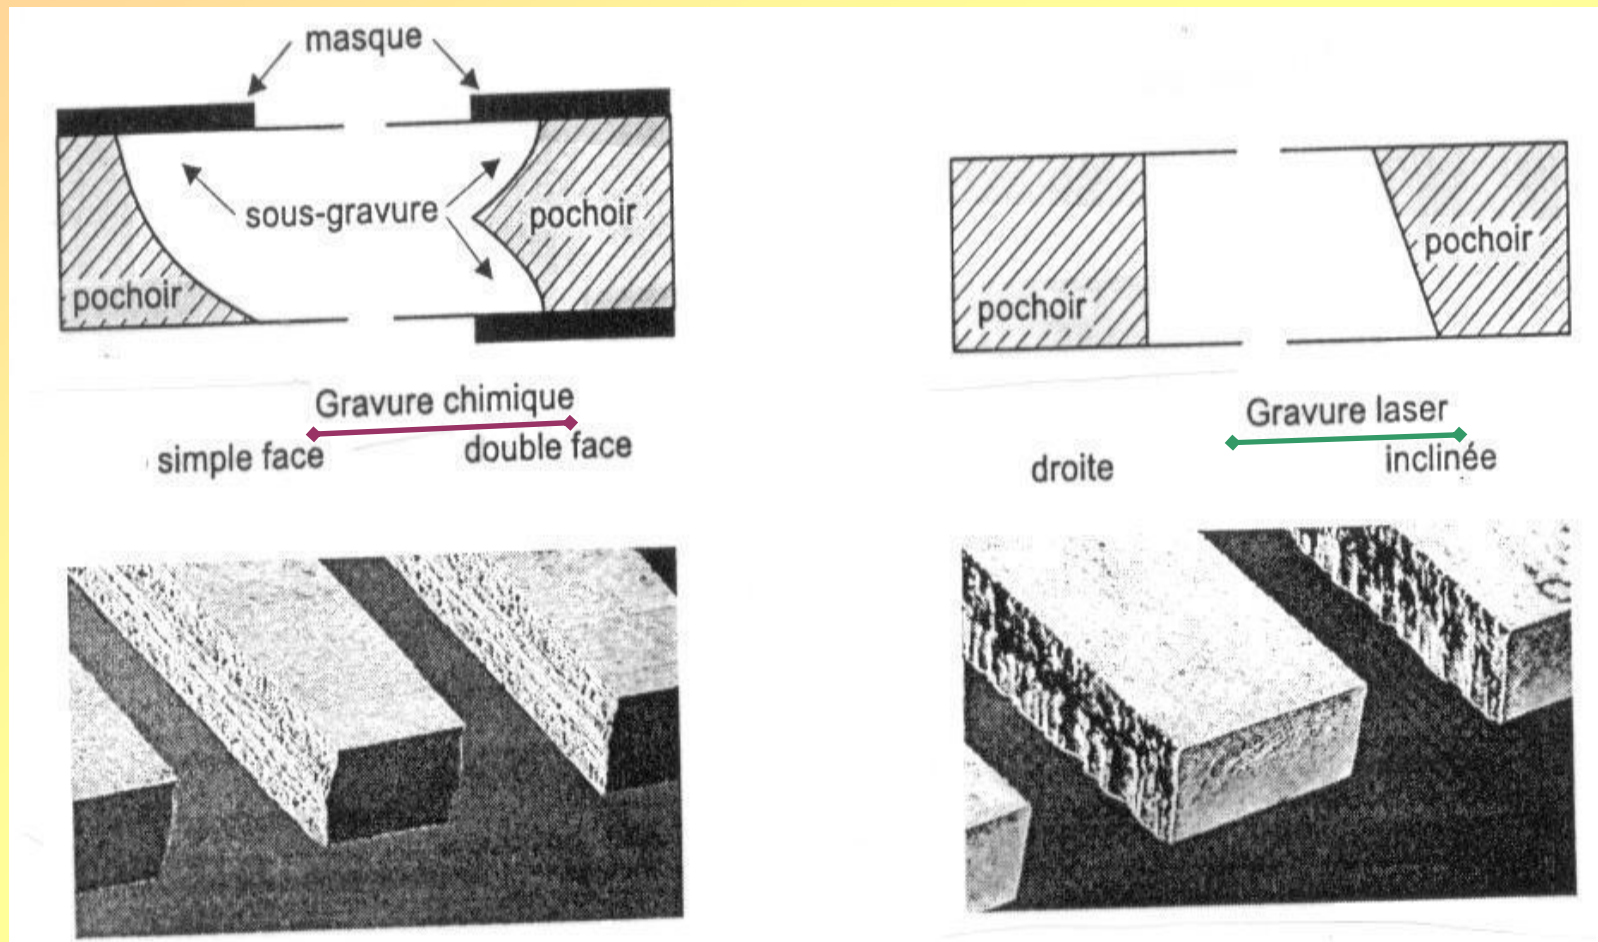 masque
sous-gravure
pochoir
pochoir
Gravure chimique
simple face
double face
pochoir
pochoir
Gravure laser
droite
inclinée